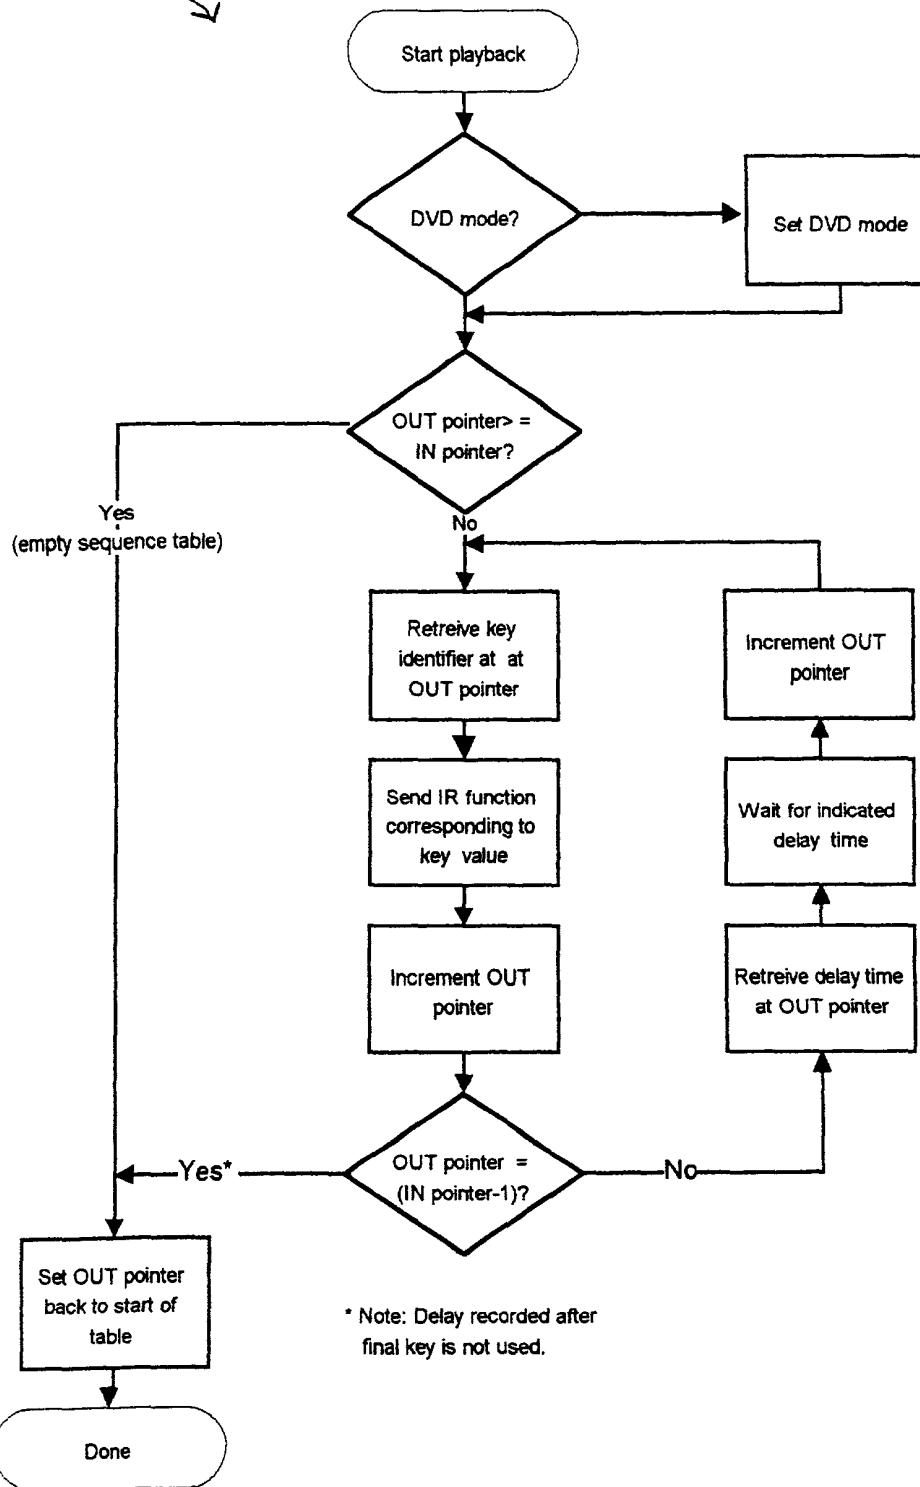 Start playback
DVD mode?
Set DVD mode
OUT pointer> =
IN pointer?
Yes
(empty sequence table)
No
Retreive key
identifier at at
OUT pointer
Increment OUT
pointer
Send IR function
corresponding to
key value
Wait for indicated
delay time
Increment OUT
pointer
Retreive delay time
at OUT pointer
Yes*
OUT pointer =
(IN pointer-1)?
No
Set OUT pointer
back to start of
table
* Note: Delay recorded after
final key is not used.
Done